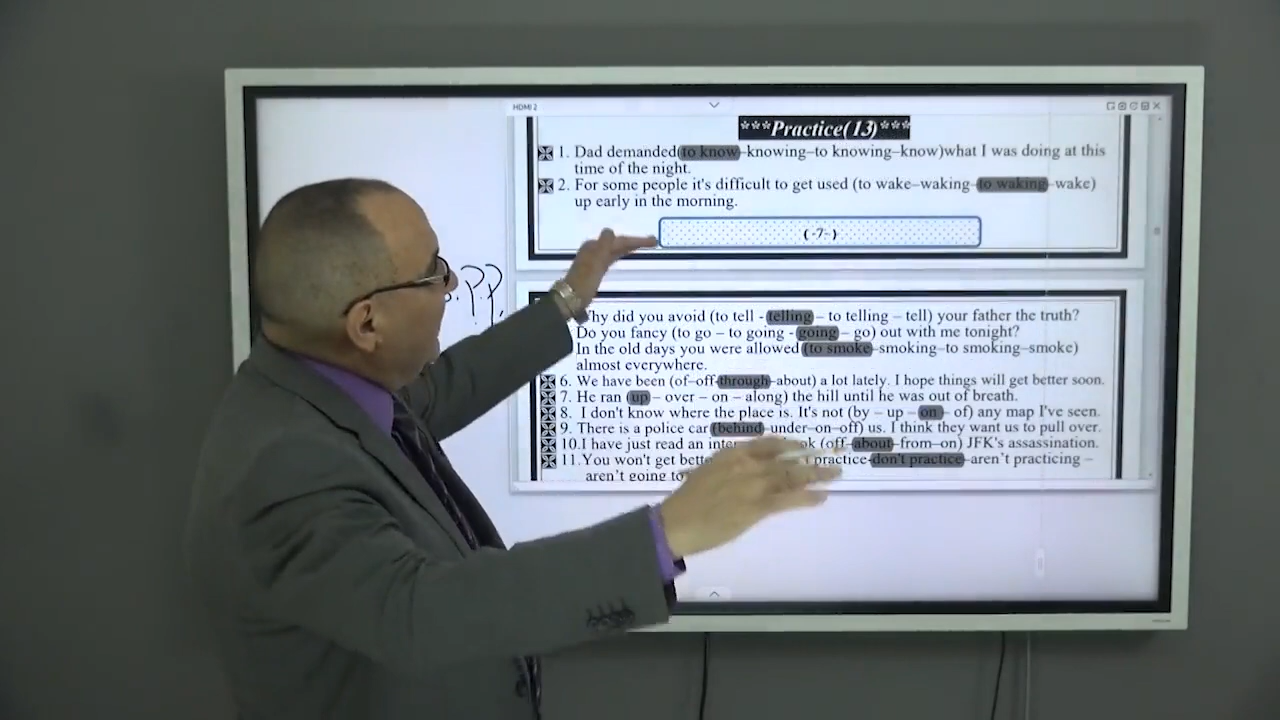 HDMI 2
***Practice(13)***
1. Dad demanded(to know–knowing–to knowing–know)what I was doing at this
time of the night.
2. For some people it's difficult to get used (to wake–waking–to waking–wake)
up early in the morning.
(-7-)
.P.P.
hy did you avoid (to tell - telling – to telling – tell) your father the truth?
Do you fancy (to go – to going - going – go) out with me tonight?
In the old days you were allowed (to smoke–smoking–to smoking–smoke)
almost everywhere.
6. We have been (of–off–through–about) a lot lately. I hope things will get better soon.
7. He ran (up – over – on – along) the hill until he was out of breath.
8. I don't know where the place is. It's not (by – up – on – of) any map I've seen.
9. There is a police car (behind–under–on–off) us. I think they want us to pull over.
10.I have just read an (off–about–from–on) JFK's assassination.
11.You won't get practice–don't practice–aren't practicing –
aren't going to